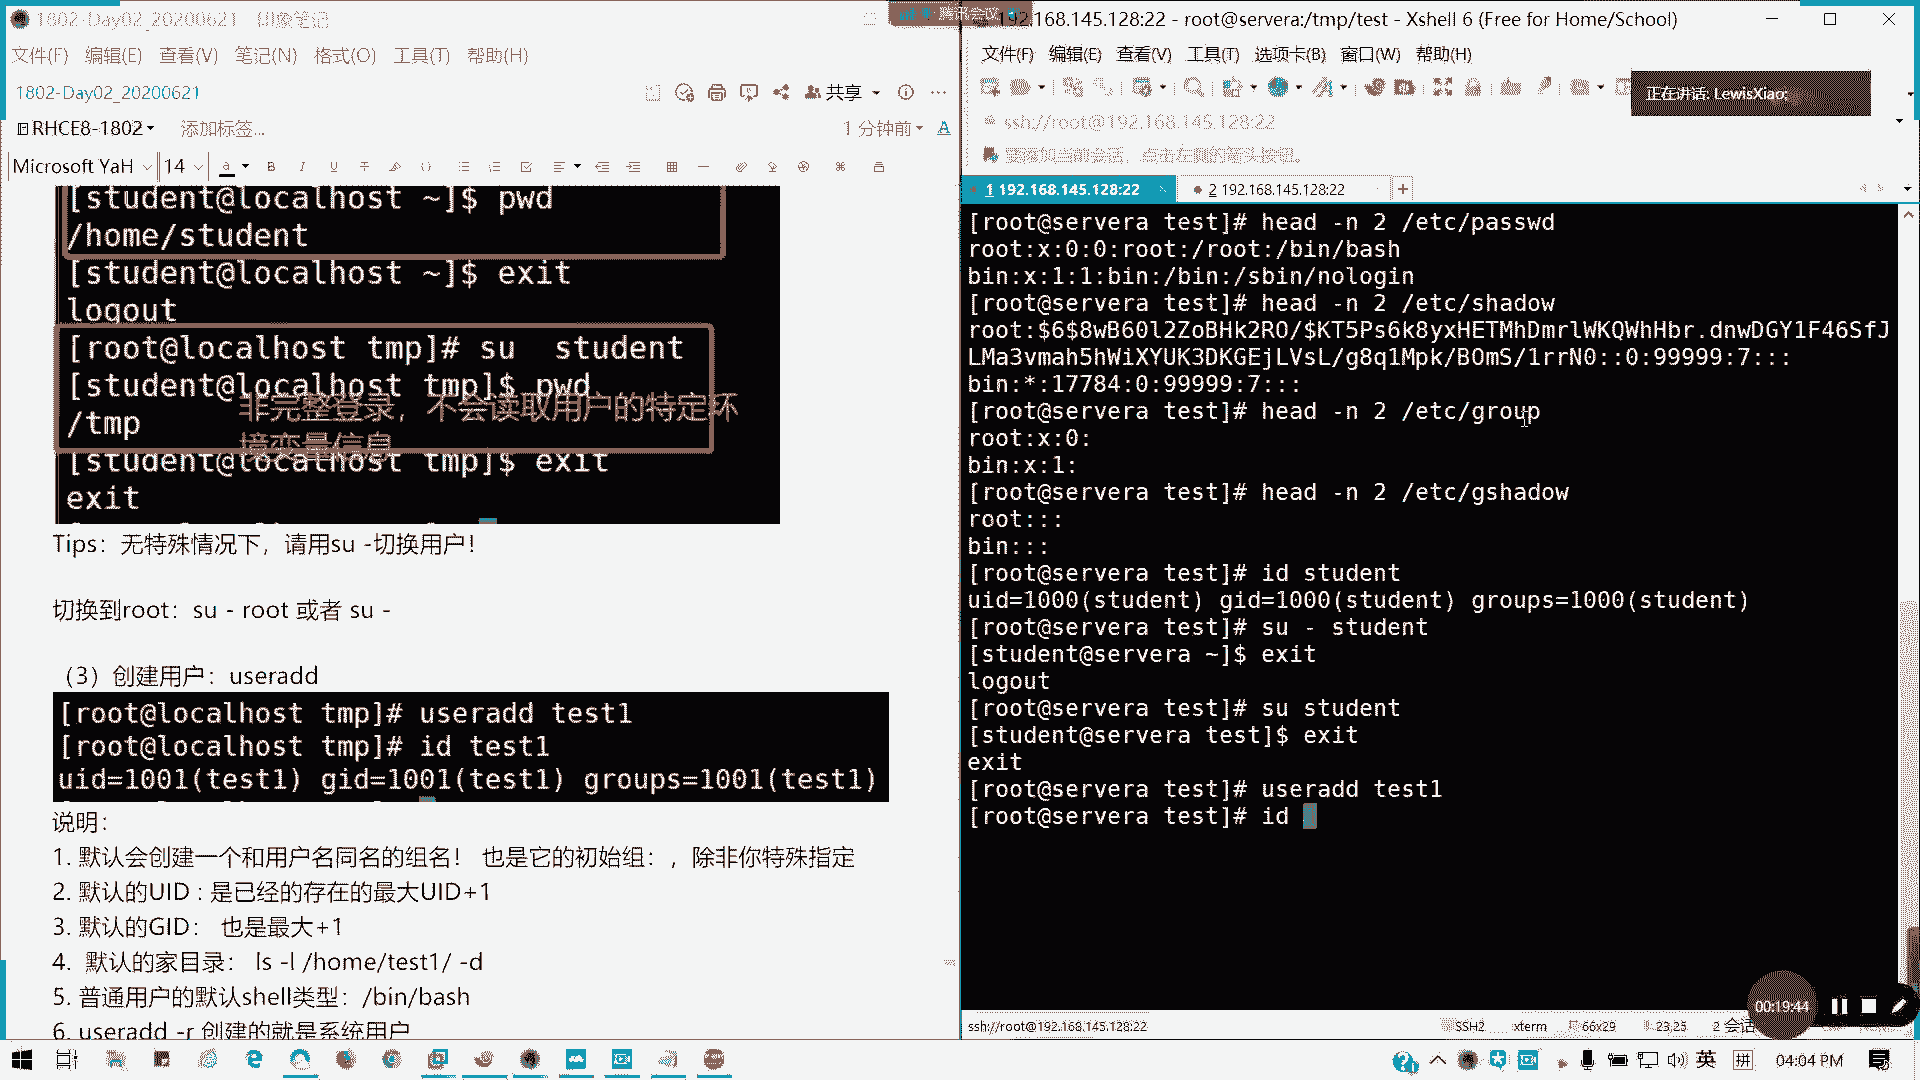 1802-Day02_20200621 - 印象笔记
文件(F) 编辑(E) 查看(V) 笔记(N) 格式(O) 工具(T) 帮助(H)
1802-Day02_20200621
共享
RHCE8-1802 添加标签...
1 分钟前
Microsoft YaH 14
[student@localhost ~]$ pwd
/home/student
[student@localhost ~]$ exit
logout
[root@localhost tmp]# su  student
[student@localhost tmp]$ pwd
/tmp
非完整登录，不会读取用户的特定环
境变量信息
[student@localhost tmp]$ exit
exit
Tips：无特殊情况下，请用su -切换用户！
切换到root：su - root 或者 su -
（3）创建用户：useradd
[root@localhost tmp]# useradd test1
[root@localhost tmp]# id test1
uid=1001(test1) gid=1001(test1) groups=1001(test1)
说明：
1. 默认会创建一个和用户名同名的组名！ 也是它的初始组：，除非你特殊指定
2. 默认的UID : 是已经的存在的最大UID+1
3. 默认的GID： 也是最大+1
4.  默认的家目录： ls -l /home/test1/ -d
5. 普通用户的默认shell类型：/bin/bash
6. useradd -r 创建的就是系统用户
腾讯会议
192.168.145.128:22 - root@servera:/tmp/test - Xshell 6 (Free for Home/School)
文件(F) 编辑(E) 查看(V) 工具(T) 选项卡(B) 窗口(W) 帮助(H)
正在讲话: LewisXiao;
ssh://root@192.168.145.128:22
要添加当前会话，点击左侧的箭头按钮。
1 192.168.145.128:22
2 192.168.145.128:22
[root@servera test]# head -n 2 /etc/passwd
root:x:0:0:root:/root:/bin/bash
bin:x:1:1:bin:/bin:/sbin/nologin
[root@servera test]# head -n 2 /etc/shadow
root:$6$8wB60l2ZoBHk2RO/$KT5Ps6k8yxHETMhDmrlWKQWhHbr.dnwDGY1F46SfJ
LMa3vmah5hWiXYUK3DKGEjLVsL/g8q1Mpk/BOmS/1rrN0::0:99999:7:::
bin:*:17784:0:99999:7:::
[root@servera test]# head -n 2 /etc/group
root:x:0:
bin:x:1:
[root@servera test]# head -n 2 /etc/gshadow
root:::
bin:::
[root@servera test]# id student
uid=1000(student) gid=1000(student) groups=1000(student)
[root@servera test]# su - student
[student@servera ~]$ exit
logout
[root@servera test]# su student
[student@servera test]$ exit
exit
[root@servera test]# useradd test1
[root@servera test]# id
00:19:44
ssh://root@192.168.145.128:22
SSH2
xterm
66x29
23,25
2 会话
英
拼
04:04 PM